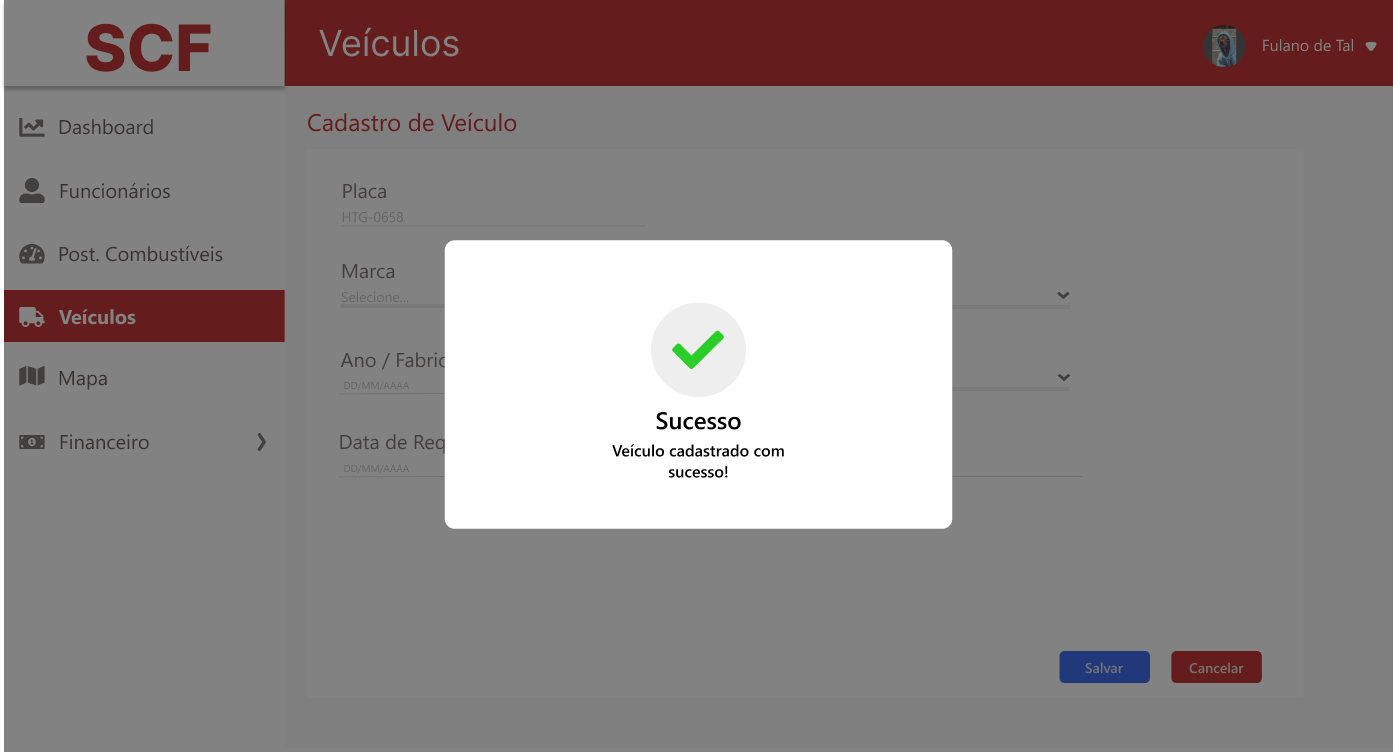 SCF
Veículos
Fulano de Tal
Dashboard
Funcionários
Post. Combustíveis
Veículos
Mapa
Financeiro
Cadastro de Veículo
Placa
HTG-0658
Marca
Selecione...
Ano / Fabric
DD/MM/AAAA
Data de Req
DD/MM/AAAA
Sucesso
Veículo cadastrado com
sucesso!
Salvar
Cancelar